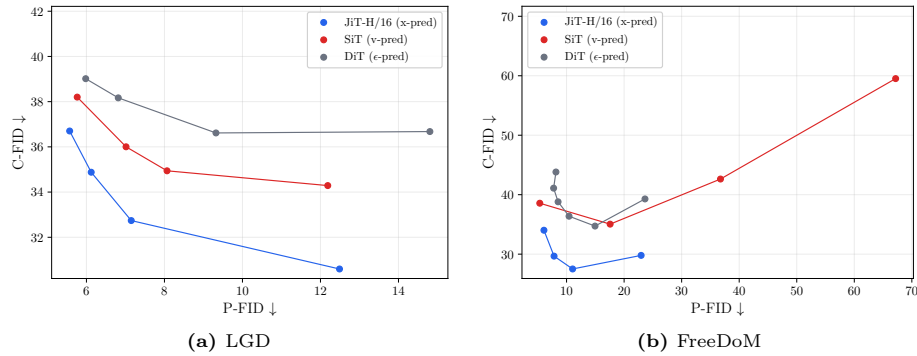 42
40
38
36
34
32
C-FID ↓
6
8
10
12
14
P-FID ↓
JiT-H/16 (x-pred)
SiT (v-pred)
DiT (ϵ-pred)
(a) LGD
70
60
50
40
30
C-FID ↓
10
20
30
40
50
60
70
P-FID ↓
JiT-H/16 (x-pred)
SiT (v-pred)
DiT (ϵ-pred)
(b) FreeDoM